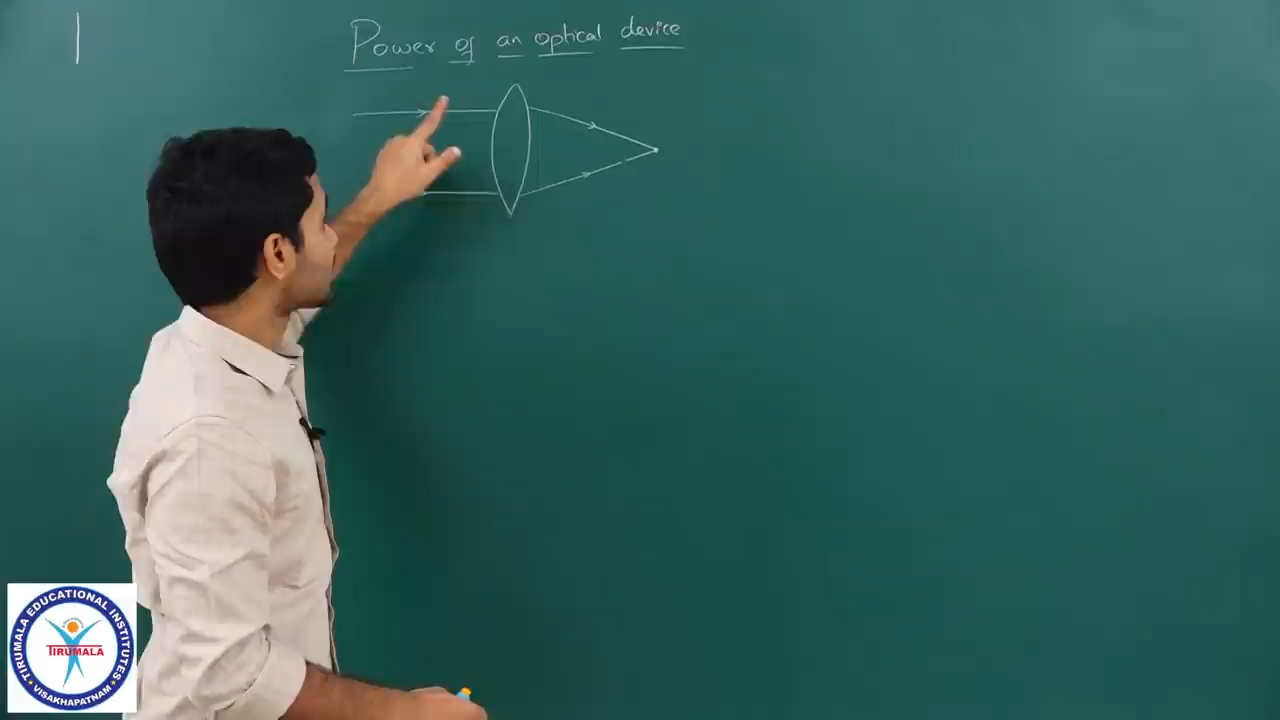 Power of an optical device
TIRUMALA EDUCATIONAL INSTITUTES
TIRUMALA
VISAKHAPATNAM